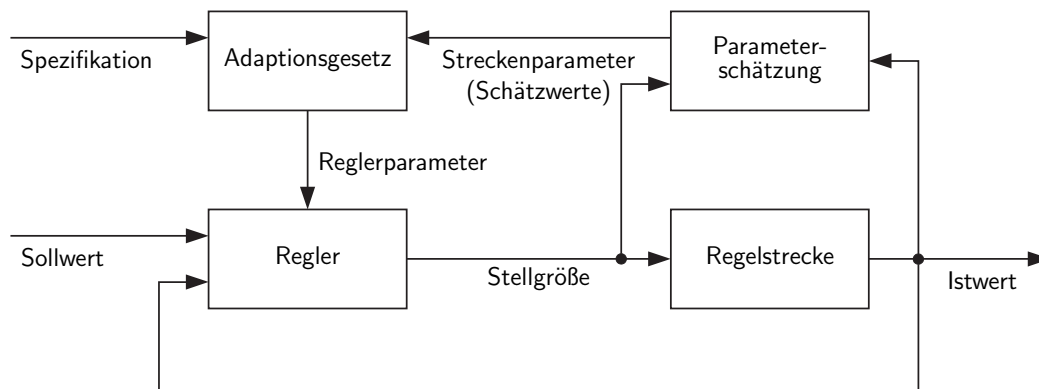 Spezifikation
Adaptionsgesetz
Streckenparameter
(Schätzwerte)
Parameter-
schätzung
Reglerparameter
Sollwert
Regler
Stellgröße
Regelstrecke
Istwert